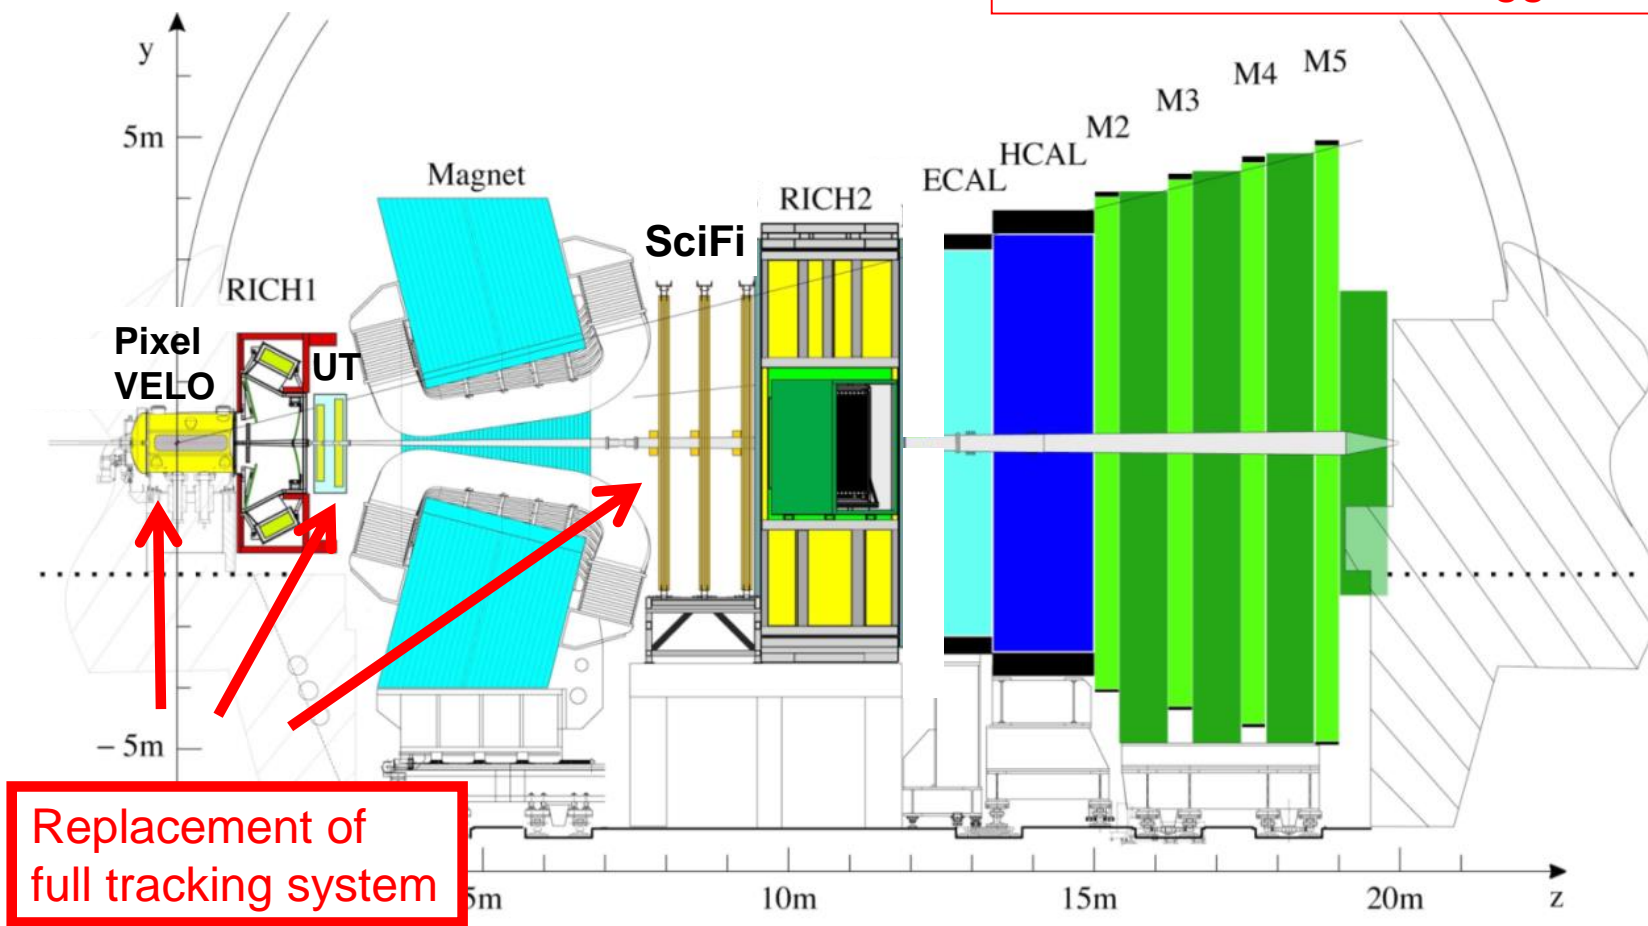 y
5m
Magnet
SciFi
RICH2
ECAL
HCAL
M2
M3
M4
M5
RICH1
Pixel
VELO
UT
− 5m
Replacement of
full tracking system
5m
10m
15m
20m
z